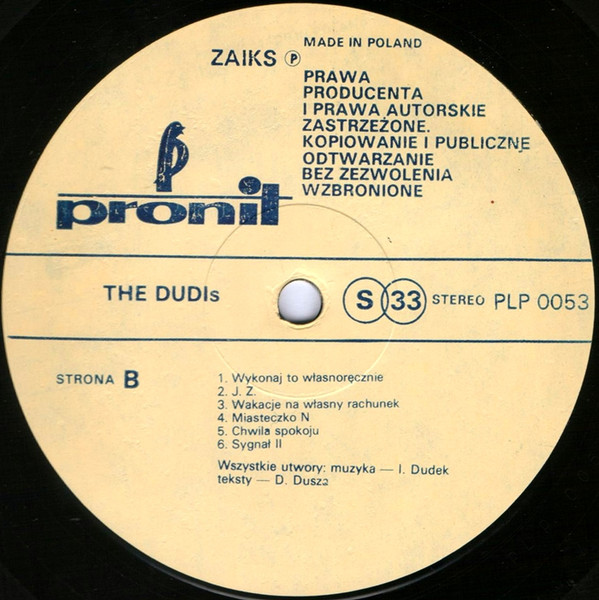 MADE IN POLAND
ZAIKS P
PRAWA
PRODUCENTA
I PRAWA AUTORSKIE
ZASTRZEŻONE.
KOPIOWANIE I PUBLICZNE
ODTWARZANIE
BEZ ZEZWOLENIA
WZBRONIONE
pronit
THE DUDIs
S 33 STEREO PLP 0053
STRONA B
1. Wykonaj to własnoręcznie
2. J. Z.
3. Wakacje na własny rachunek
4. Miasteczko N
5. Chwila spokoju
6. Sygnał II
Wszystkie utwory: muzyka — I. Dudek
teksty — D. Dusza